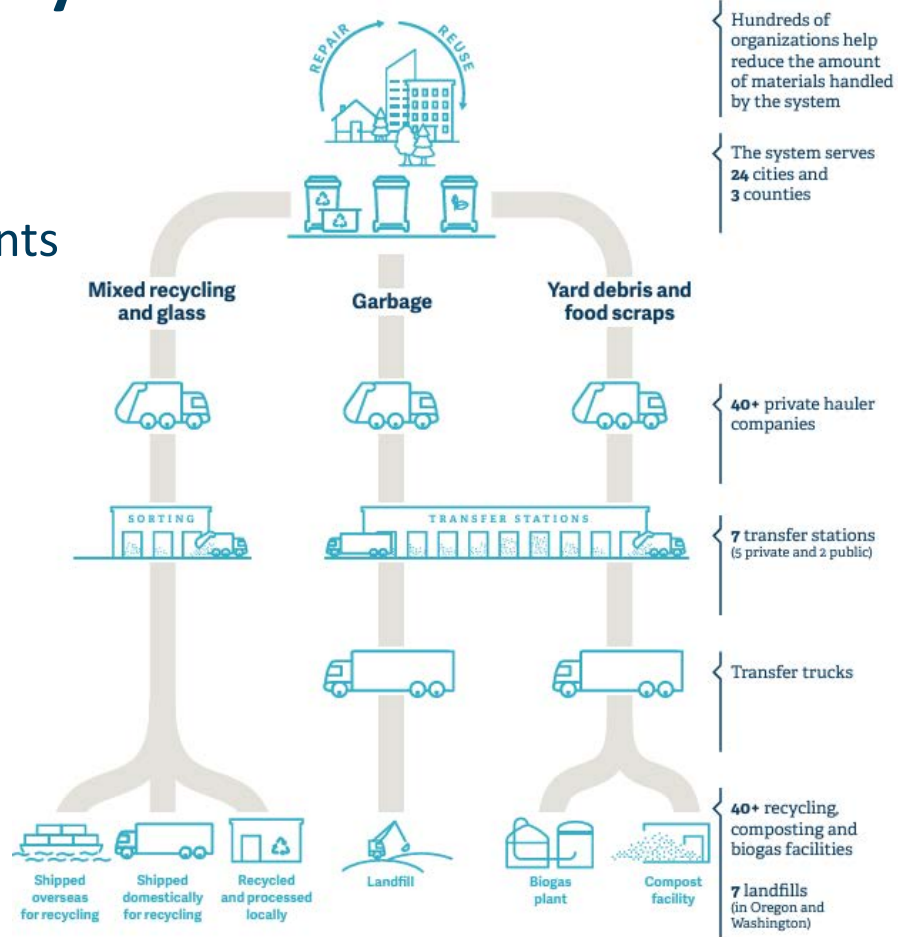 REPAIR
REUSE
Hundreds of
organizations help
reduce the amount
of materials handled
by the system
The system serves
24 cities and
3 counties
nts
Mixed recycling
and glass
Garbage
Yard debris and
food scraps
40+ private hauler
companies
SORTING
TRANSFER STATIONS
7 transfer stations
(5 private and 2 public)
Transfer trucks
40+ recycling,
composting and
biogas facilities
Shipped
overseas
for recycling
Shipped
domestically
for recycling
Recycled
and processed
locally
Landfill
Biogas
plant
Compost
facility
7 landfills
(in Oregon and
Washington)